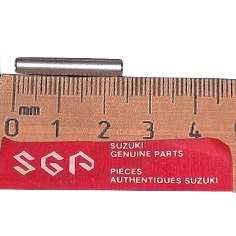 mm
0 1 2 3 4
SGP
SUZUKI
GENUINE PARTS
PIECES
AUTHENTIQUES SUZUKI